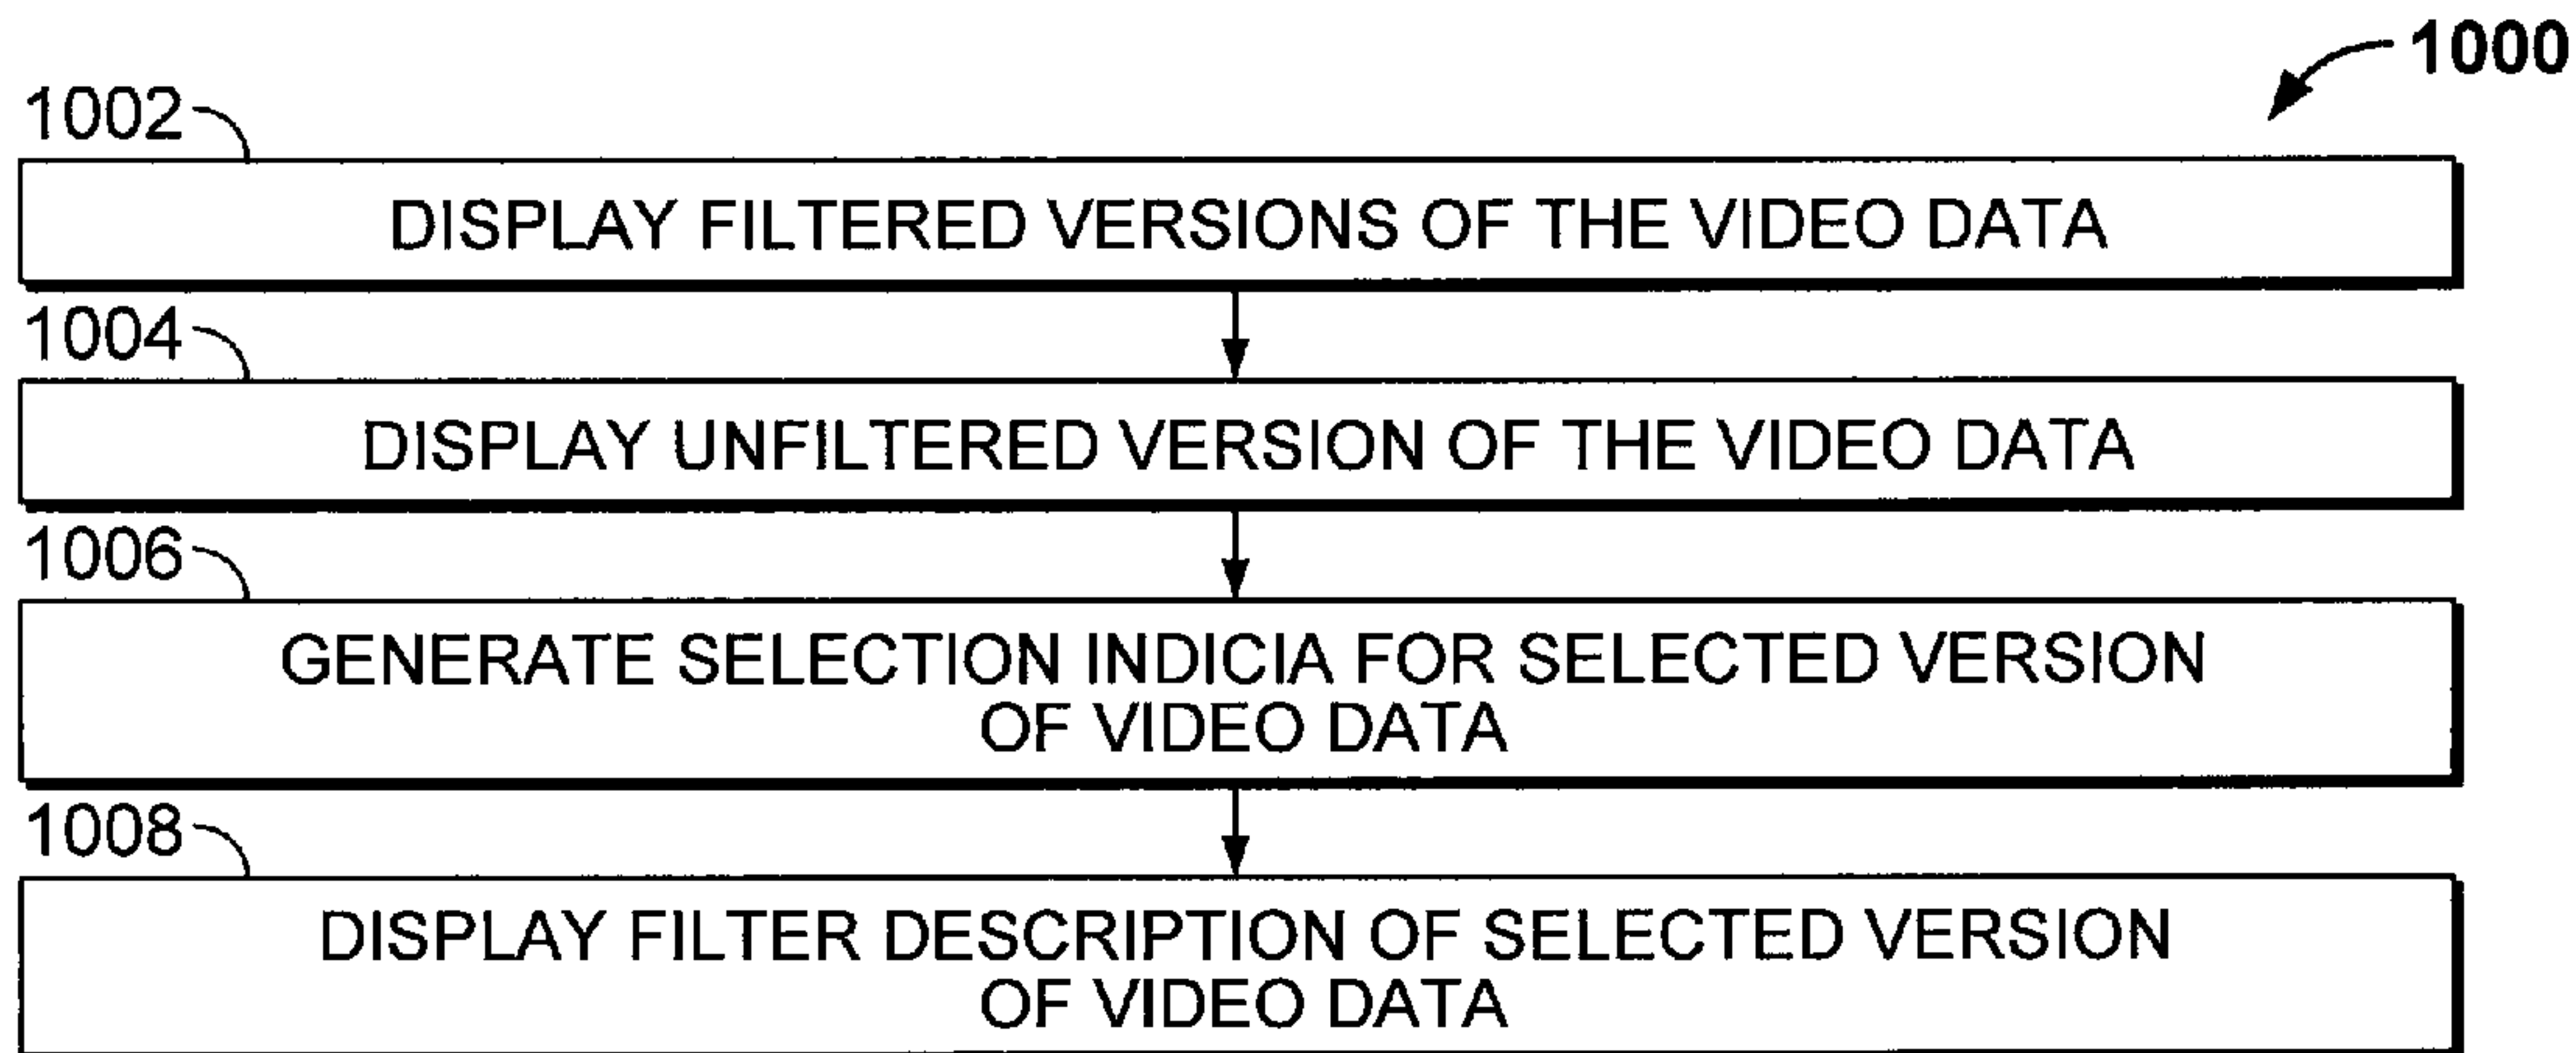 1000
1002
DISPLAY FILTERED VERSIONS OF THE VIDEO DATA
1004
DISPLAY UNFILTERED VERSION OF THE VIDEO DATA
1006
GENERATE SELECTION INDICIA FOR SELECTED VERSION
OF VIDEO DATA
1008
DISPLAY FILTER DESCRIPTION OF SELECTED VERSION
OF VIDEO DATA